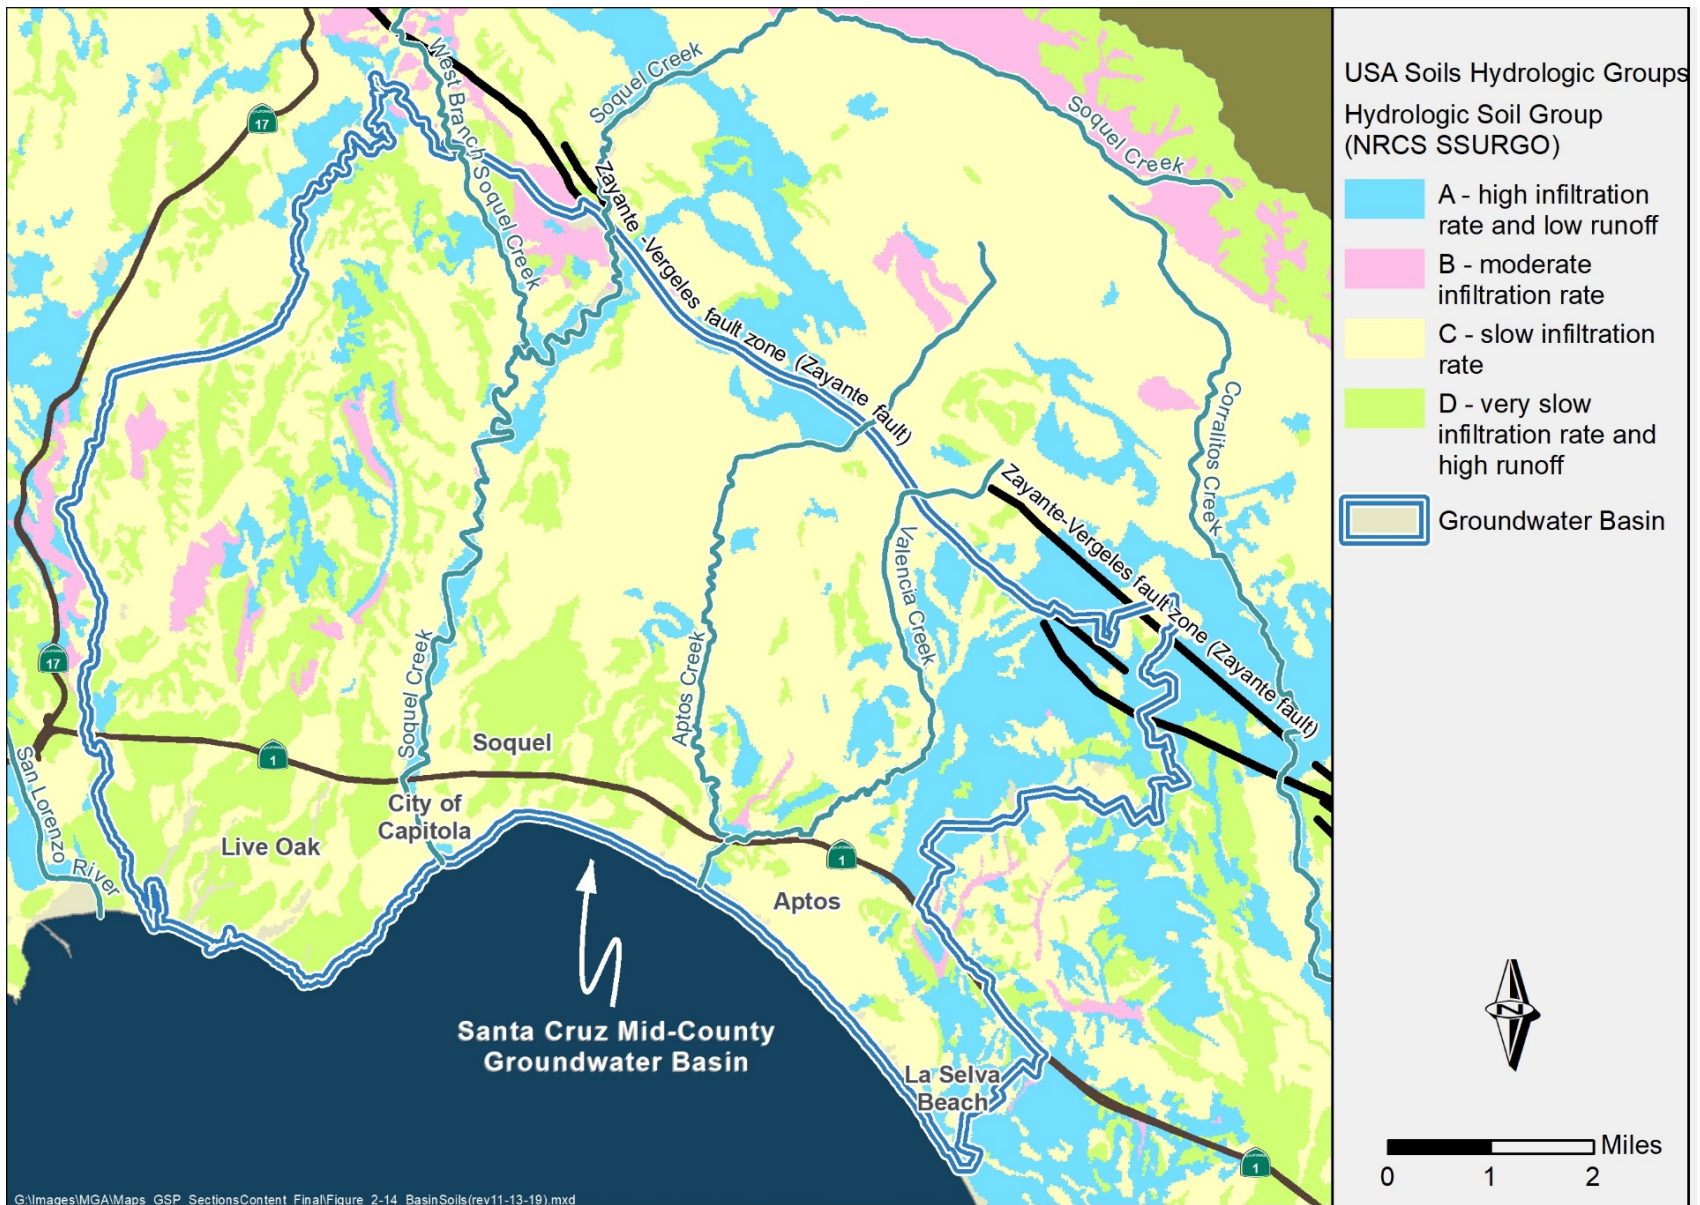 USA Soils Hydrologic Groups
Hydrologic Soil Group
(NRCS SSURGO)
A - high infiltration
rate and low runoff
B - moderate
infiltration rate
C - slow infiltration
rate
D - very slow
infiltration rate and
high runoff
Groundwater Basin
N
Miles
0 1 2
West Branch Soquel Creek
Soquel Creek
Soquel Creek
CALIFORNIA
17
Zayante -Vergeles fault zone (Zayante fault)
Corralitos Creek
Zayante-Vergeles fault zone (Zayante fault)
Valencia Creek
Aptos Creek
Soquel Creek
CALIFORNIA
17
San Lorenzo
River
CALIFORNIA
1
Soquel
City of
Capitola
Live Oak
CALIFORNIA
1
Aptos
Santa Cruz Mid-County
Groundwater Basin
La Selva
Beach
CALIFORNIA
1
G:\Images\MGA\Maps_GSP_SectionsContent_Final\Figure_2-14_BasinSoils(rev11-13-19).mxd